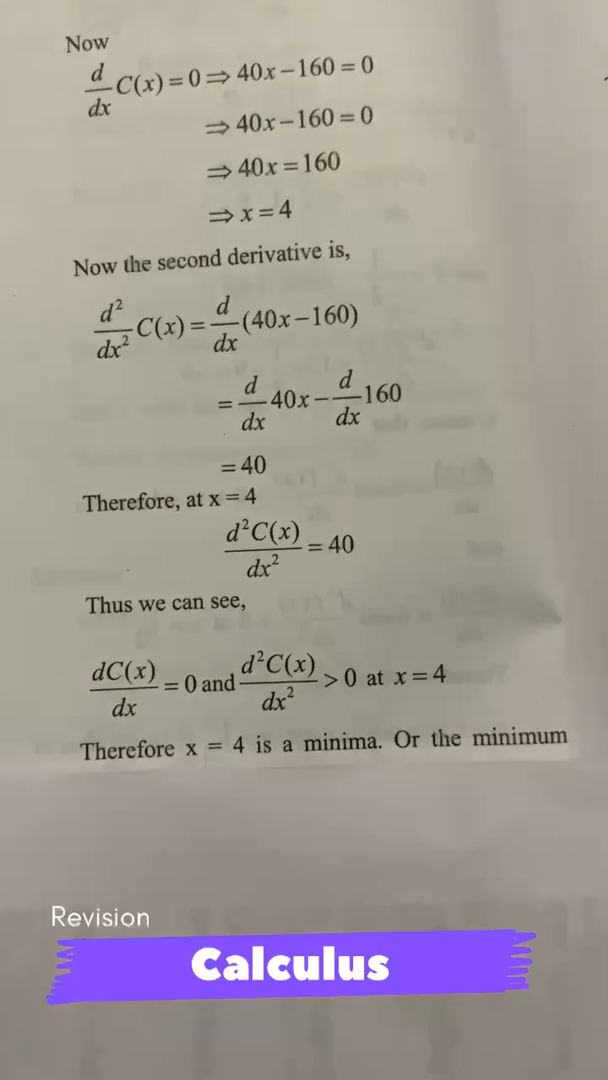 Now
d/dx C(x) = 0 ⇒ 40x − 160 = 0
⇒ 40x − 160 = 0
⇒ 40x = 160
⇒ x = 4
Now the second derivative is,
d²/dx² C(x) = d/dx (40x − 160)
= d/dx 40x − d/dx 160
= 40
Therefore, at x = 4
d²C(x)/dx² = 40
Thus we can see,
dC(x)/dx = 0 and d²C(x)/dx² > 0 at x = 4
Therefore x = 4 is a minima. Or the minimum
Revision
Calculus